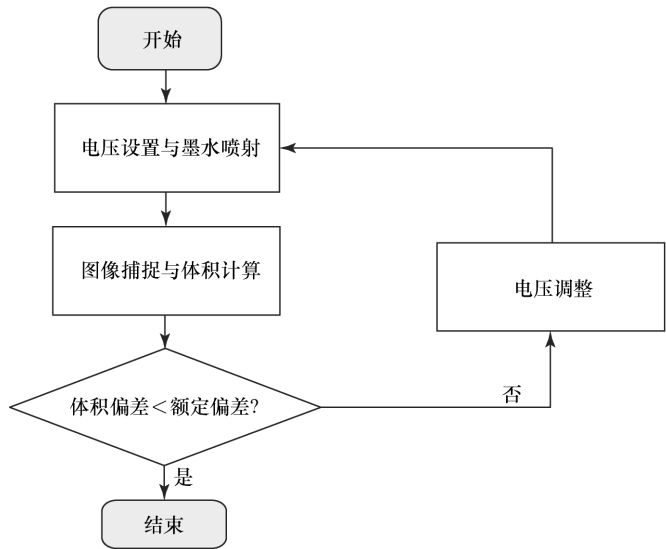 开始
电压设置与墨水喷射
图像捕捉与体积计算
电压调整
体积偏差＜额定偏差?
否
是
结束